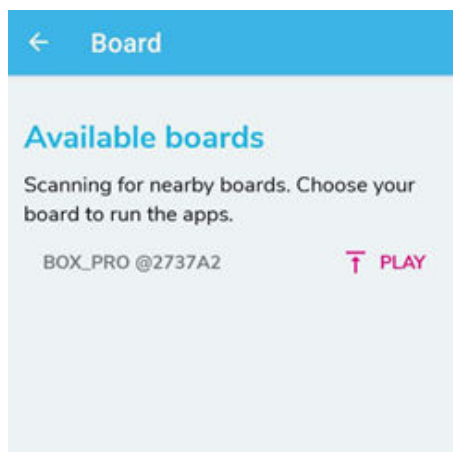 Board
Available boards
Scanning for nearby boards. Choose your
board to run the apps.
BOX_PRO @2737A2 PLAY